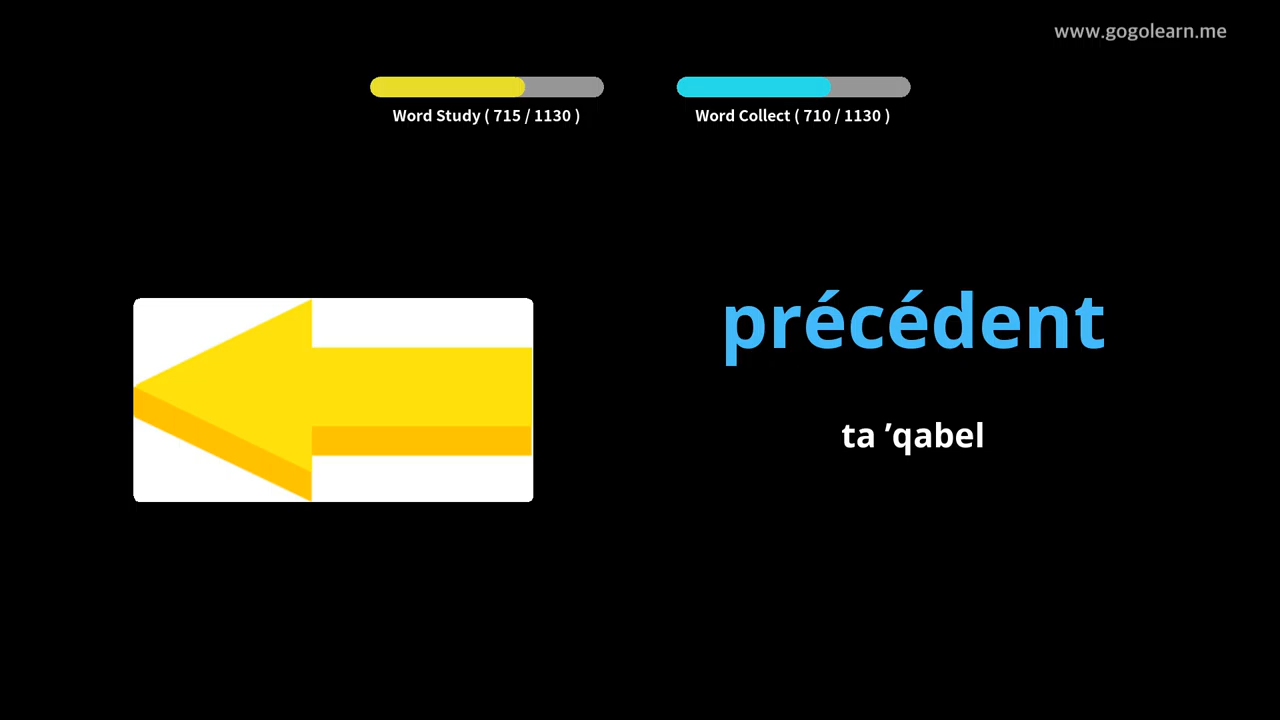 www.gogolearn.me
Word Study ( 715 / 1130 )
Word Collect ( 710 / 1130 )
précédent
ta ’qabel